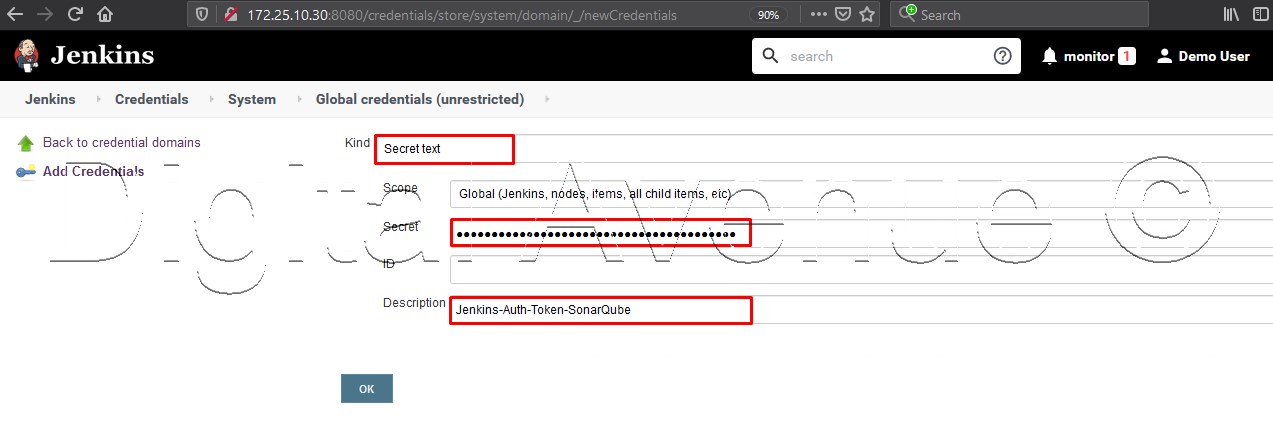 172.25.10.30:8080/credentials/store/system/domain/_/newCredentials 90% Search
Jenkins search monitor 1 Demo User
Jenkins Credentials System Global credentials (unrestricted)
Back to credential domains
Add Credentials
Kind Secret text
Scope Global (Jenkins, nodes, items, all child items, etc)
Secret ••••••••••••••••••••••••••••••••••••••••
ID
Description Jenkins-Auth-Token-SonarQube
OK
Digital Avenue ©